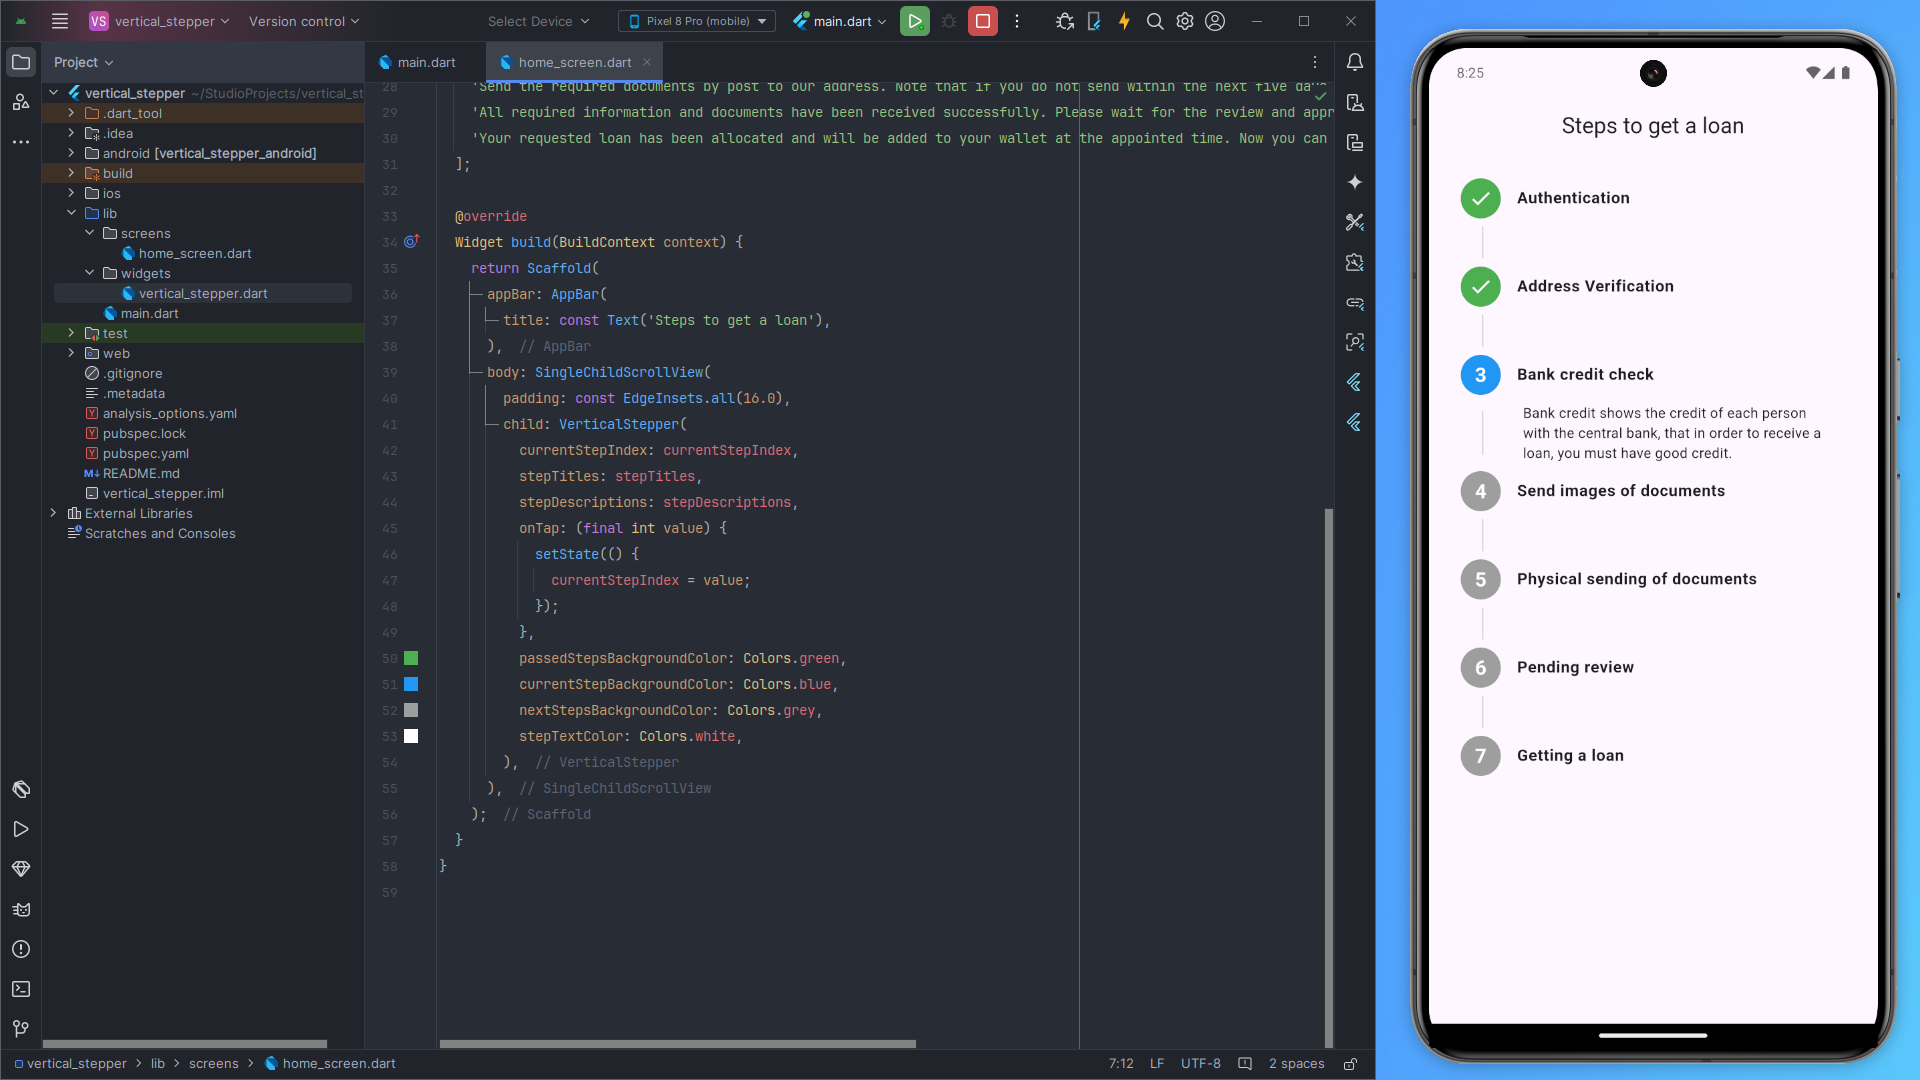 VS vertical_stepper
Version control
Select Device
Pixel 8 Pro (mobile)
main.dart
Project
main.dart
home_screen.dart
vertical_stepper ~/StudioProjects/vertical_st
.dart_tool
.idea
android [vertical_stepper_android]
build
ios
lib
screens
home_screen.dart
widgets
vertical_stepper.dart
main.dart
test
web
.gitignore
.metadata
analysis_options.yaml
pubspec.lock
pubspec.yaml
M↓ README.md
vertical_stepper.iml
External Libraries
Scratches and Consoles
28 'Send the required documents by post to our address. Note that if you do not send within the next five da
29 'All required information and documents have been received successfully. Please wait for the review and appr
30 'Your requested loan has been allocated and will be added to your wallet at the appointed time. Now you can
31 ];
32
33 @override
34 Widget build(BuildContext context) {
35 return Scaffold(
36 appBar: AppBar(
37 title: const Text('Steps to get a loan'),
38 ), // AppBar
39 body: SingleChildScrollView(
40 padding: const EdgeInsets.all(16.0),
41 child: VerticalStepper(
42 currentStepIndex: currentStepIndex,
43 stepTitles: stepTitles,
44 stepDescriptions: stepDescriptions,
45 onTap: (final int value) {
46 setState(() {
47 currentStepIndex = value;
48 });
49 },
50 passedStepsBackgroundColor: Colors.green,
51 currentStepBackgroundColor: Colors.blue,
52 nextStepsBackgroundColor: Colors.grey,
53 stepTextColor: Colors.white,
54 ), // VerticalStepper
55 ), // SingleChildScrollView
56 ); // Scaffold
57 }
58 }
59
vertical_stepper > lib > screens > home_screen.dart
7:12 LF UTF-8 2 spaces
8:25
Steps to get a loan
Authentication
Address Verification
3 Bank credit check
Bank credit shows the credit of each person
with the central bank, that in order to receive a
loan, you must have good credit.
4 Send images of documents
5 Physical sending of documents
6 Pending review
7 Getting a loan